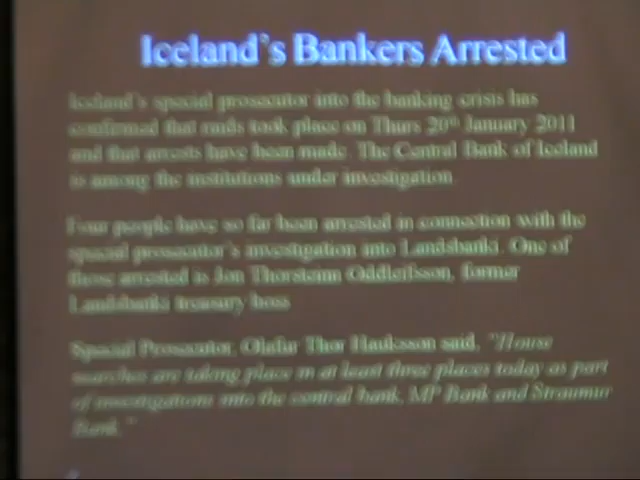 Iceland's Bankers Arrested
Iceland's special prosecutor into the banking crisis has
confirmed that raids took place on Thurs 20th January 2011
and that arrests have been made. The Central Bank of Iceland
is among the institutions under investigation.
Four people have so far been arrested in connection with the
special prosecutor's investigation into Landsbanki. One of
those arrested is Jon Thorsteinn Oddleifsson, former
Landsbanki treasury boss.
Special Prosecutor, Olafur Thor Hauksson said, "House
searches are taking place in at least three places today as part
of investigations into the central bank, MP Bank and Straumur
Bank."